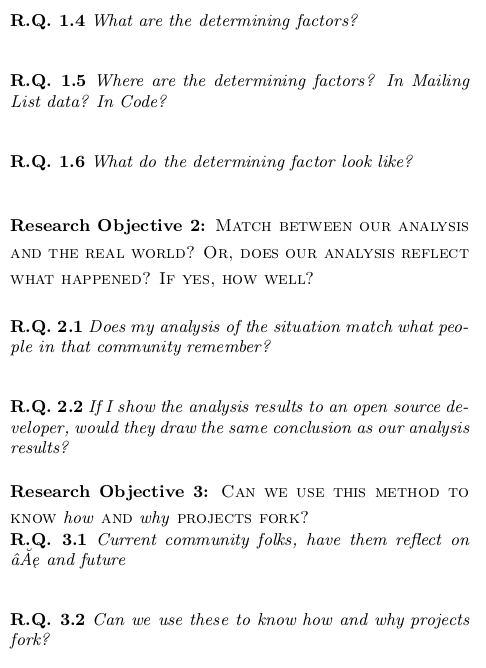 R.Q. 1.4 What are the determining factors?
R.Q. 1.5 Where are the determining factors? In Mailing
List data? In Code?
R.Q. 1.6 What do the determining factor look like?
Research Objective 2: Match between our analysis
and the real world? Or, does our analysis reflect
what happened? If yes, how well?
R.Q. 2.1 Does my analysis of the situation match what peo-
ple in that community remember?
R.Q. 2.2 If I show the analysis results to an open source de-
veloper, would they draw the same conclusion as our analysis
results?
Research Objective 3: Can we use this method to
know how and why projects fork?
R.Q. 3.1 Current community folks, have them reflect on
âĂę and future
R.Q. 3.2 Can we use these to know how and why projects
fork?